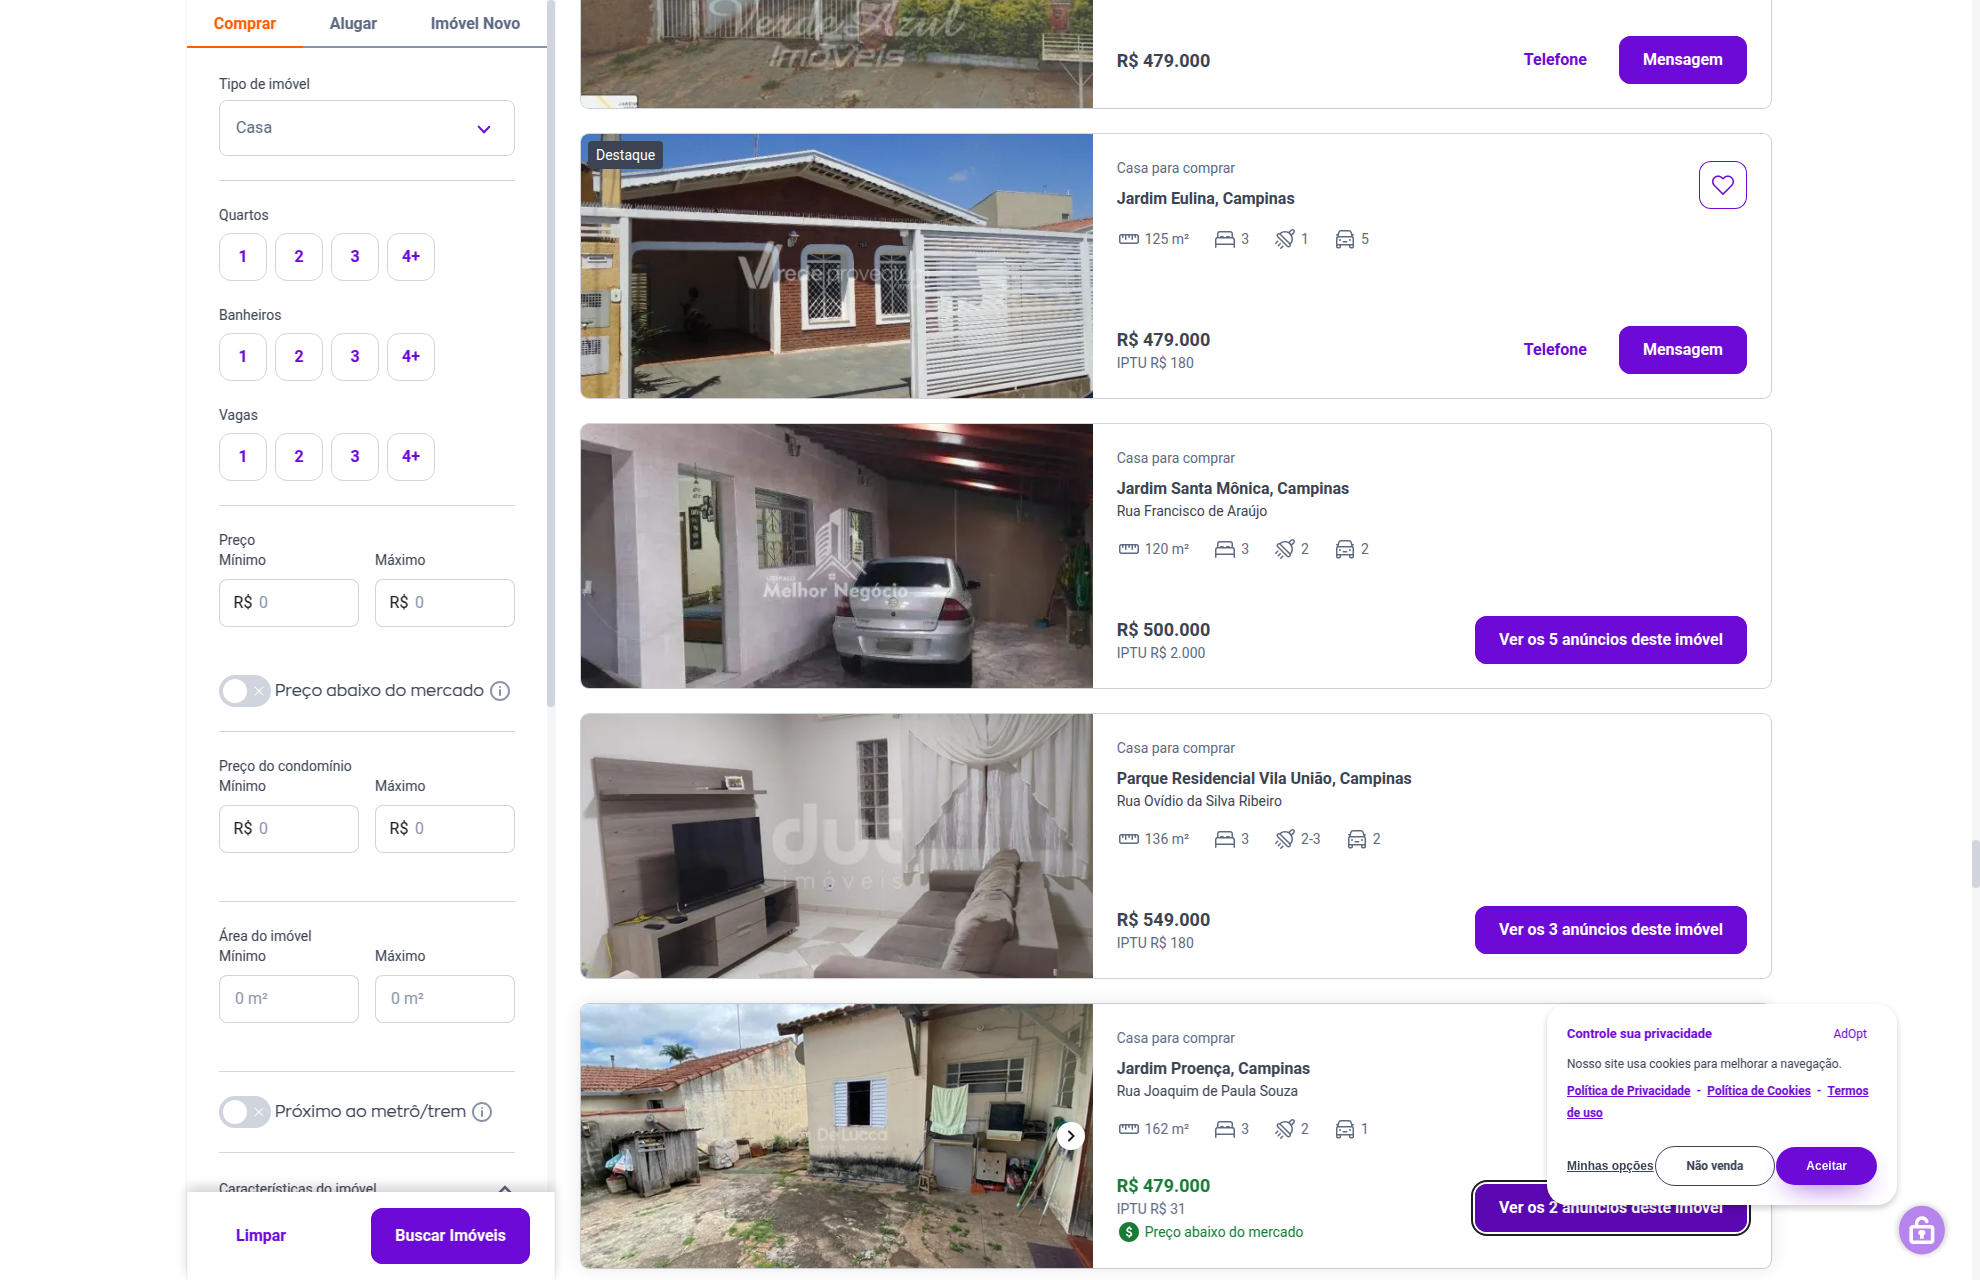 Comprar
Alugar
Imóvel Novo
Tipo de imóvel
Casa
Quartos
1
2
3
4+
Banheiros
1
2
3
4+
Vagas
1
2
3
4+
Preço
Mínimo
Máximo
R$ 0
R$ 0
Preço abaixo do mercado
Preço do condomínio
Mínimo
Máximo
R$ 0
R$ 0
Área do imóvel
Mínimo
Máximo
0 m²
0 m²
Próximo ao metrô/trem
Características do imóvel
Limpar
Buscar Imóveis
VerdeAzul
Imóveis
R$ 479.000
Telefone
Mensagem
Destaque
rede provectum
Casa para comprar
Jardim Eulina, Campinas
125 m²
3
1
5
R$ 479.000
IPTU R$ 180
Telefone
Mensagem
Melhor Negócio
Casa para comprar
Jardim Santa Mônica, Campinas
Rua Francisco de Araújo
120 m²
3
2
2
R$ 500.000
IPTU R$ 2.000
Ver os 5 anúncios deste imóvel
imóveis
Casa para comprar
Parque Residencial Vila União, Campinas
Rua Ovídio da Silva Ribeiro
136 m²
3
2-3
2
R$ 549.000
IPTU R$ 180
Ver os 3 anúncios deste imóvel
De Lucca
Casa para comprar
Jardim Proença, Campinas
Rua Joaquim de Paula Souza
162 m²
3
2
1
R$ 479.000
IPTU R$ 31
Preço abaixo do mercado
Ver os 2 anúncios deste imóvel
Controle sua privacidade
AdOpt
Nosso site usa cookies para melhorar a navegação.
Política de Privacidade - Política de Cookies - Termos
de uso
Minhas opções
Não venda
Aceitar